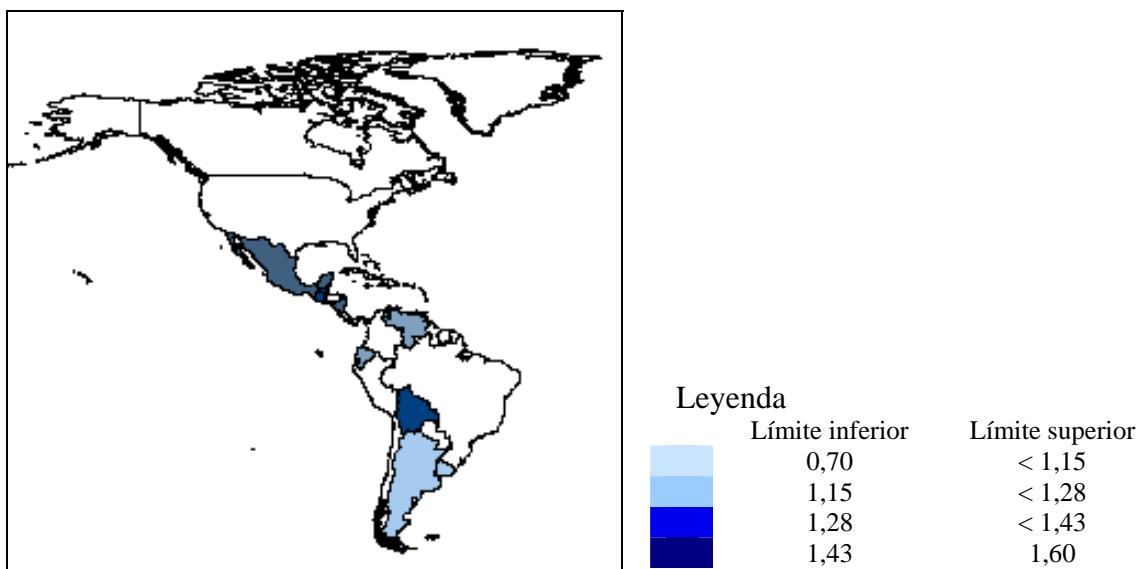 Leyenda
Límite inferior Límite superior
0,70 < 1,15
1,15 < 1,28
1,28 < 1,43
1,43 1,60